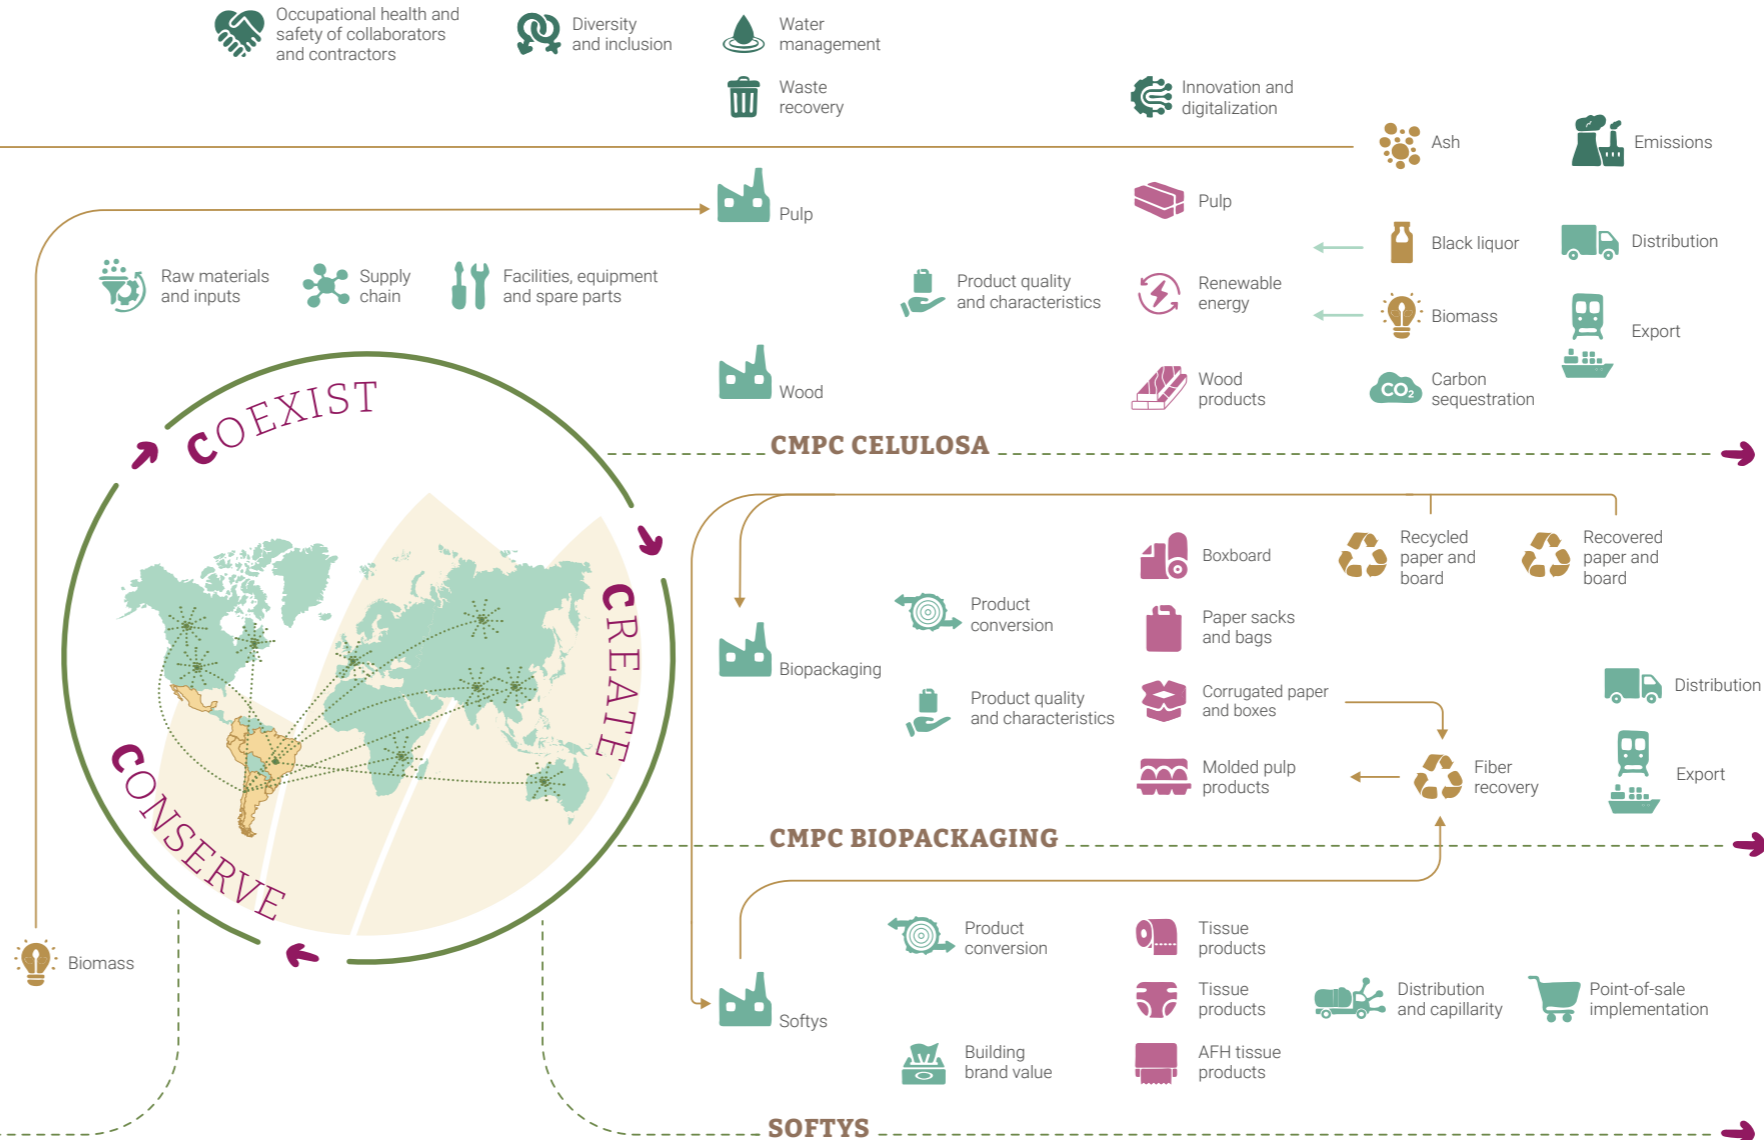 Occupational health and
safety of collaborators
and contractors
Diversity
and inclusion
Water
management
Waste
recovery
Innovation and
digitalization
Ash
Emissions
Pulp
Pulp
Black liquor
Distribution
Raw materials
and inputs
Supply
chain
Facilities, equipment
and spare parts
Product quality
and characteristics
Renewable
energy
Biomass
Export
Wood
Wood
products
CO₂
Carbon
sequestration
COEXIST
CREATE
CONSERVE
CMPC CELULOSA
Boxboard
Recycled
paper and
board
Recovered
paper and
board
Product
conversion
Paper sacks
and bags
Biopackaging
Product quality
and characteristics
Corrugated paper
and boxes
Distribution
Molded pulp
products
Fiber
recovery
Export
CMPC BIOPACKAGING
Biomass
Product
conversion
Tissue
products
Softys
Tissue
products
Distribution
and capillarity
Point-of-sale
implementation
Building
brand value
AFH tissue
products
SOFTYS